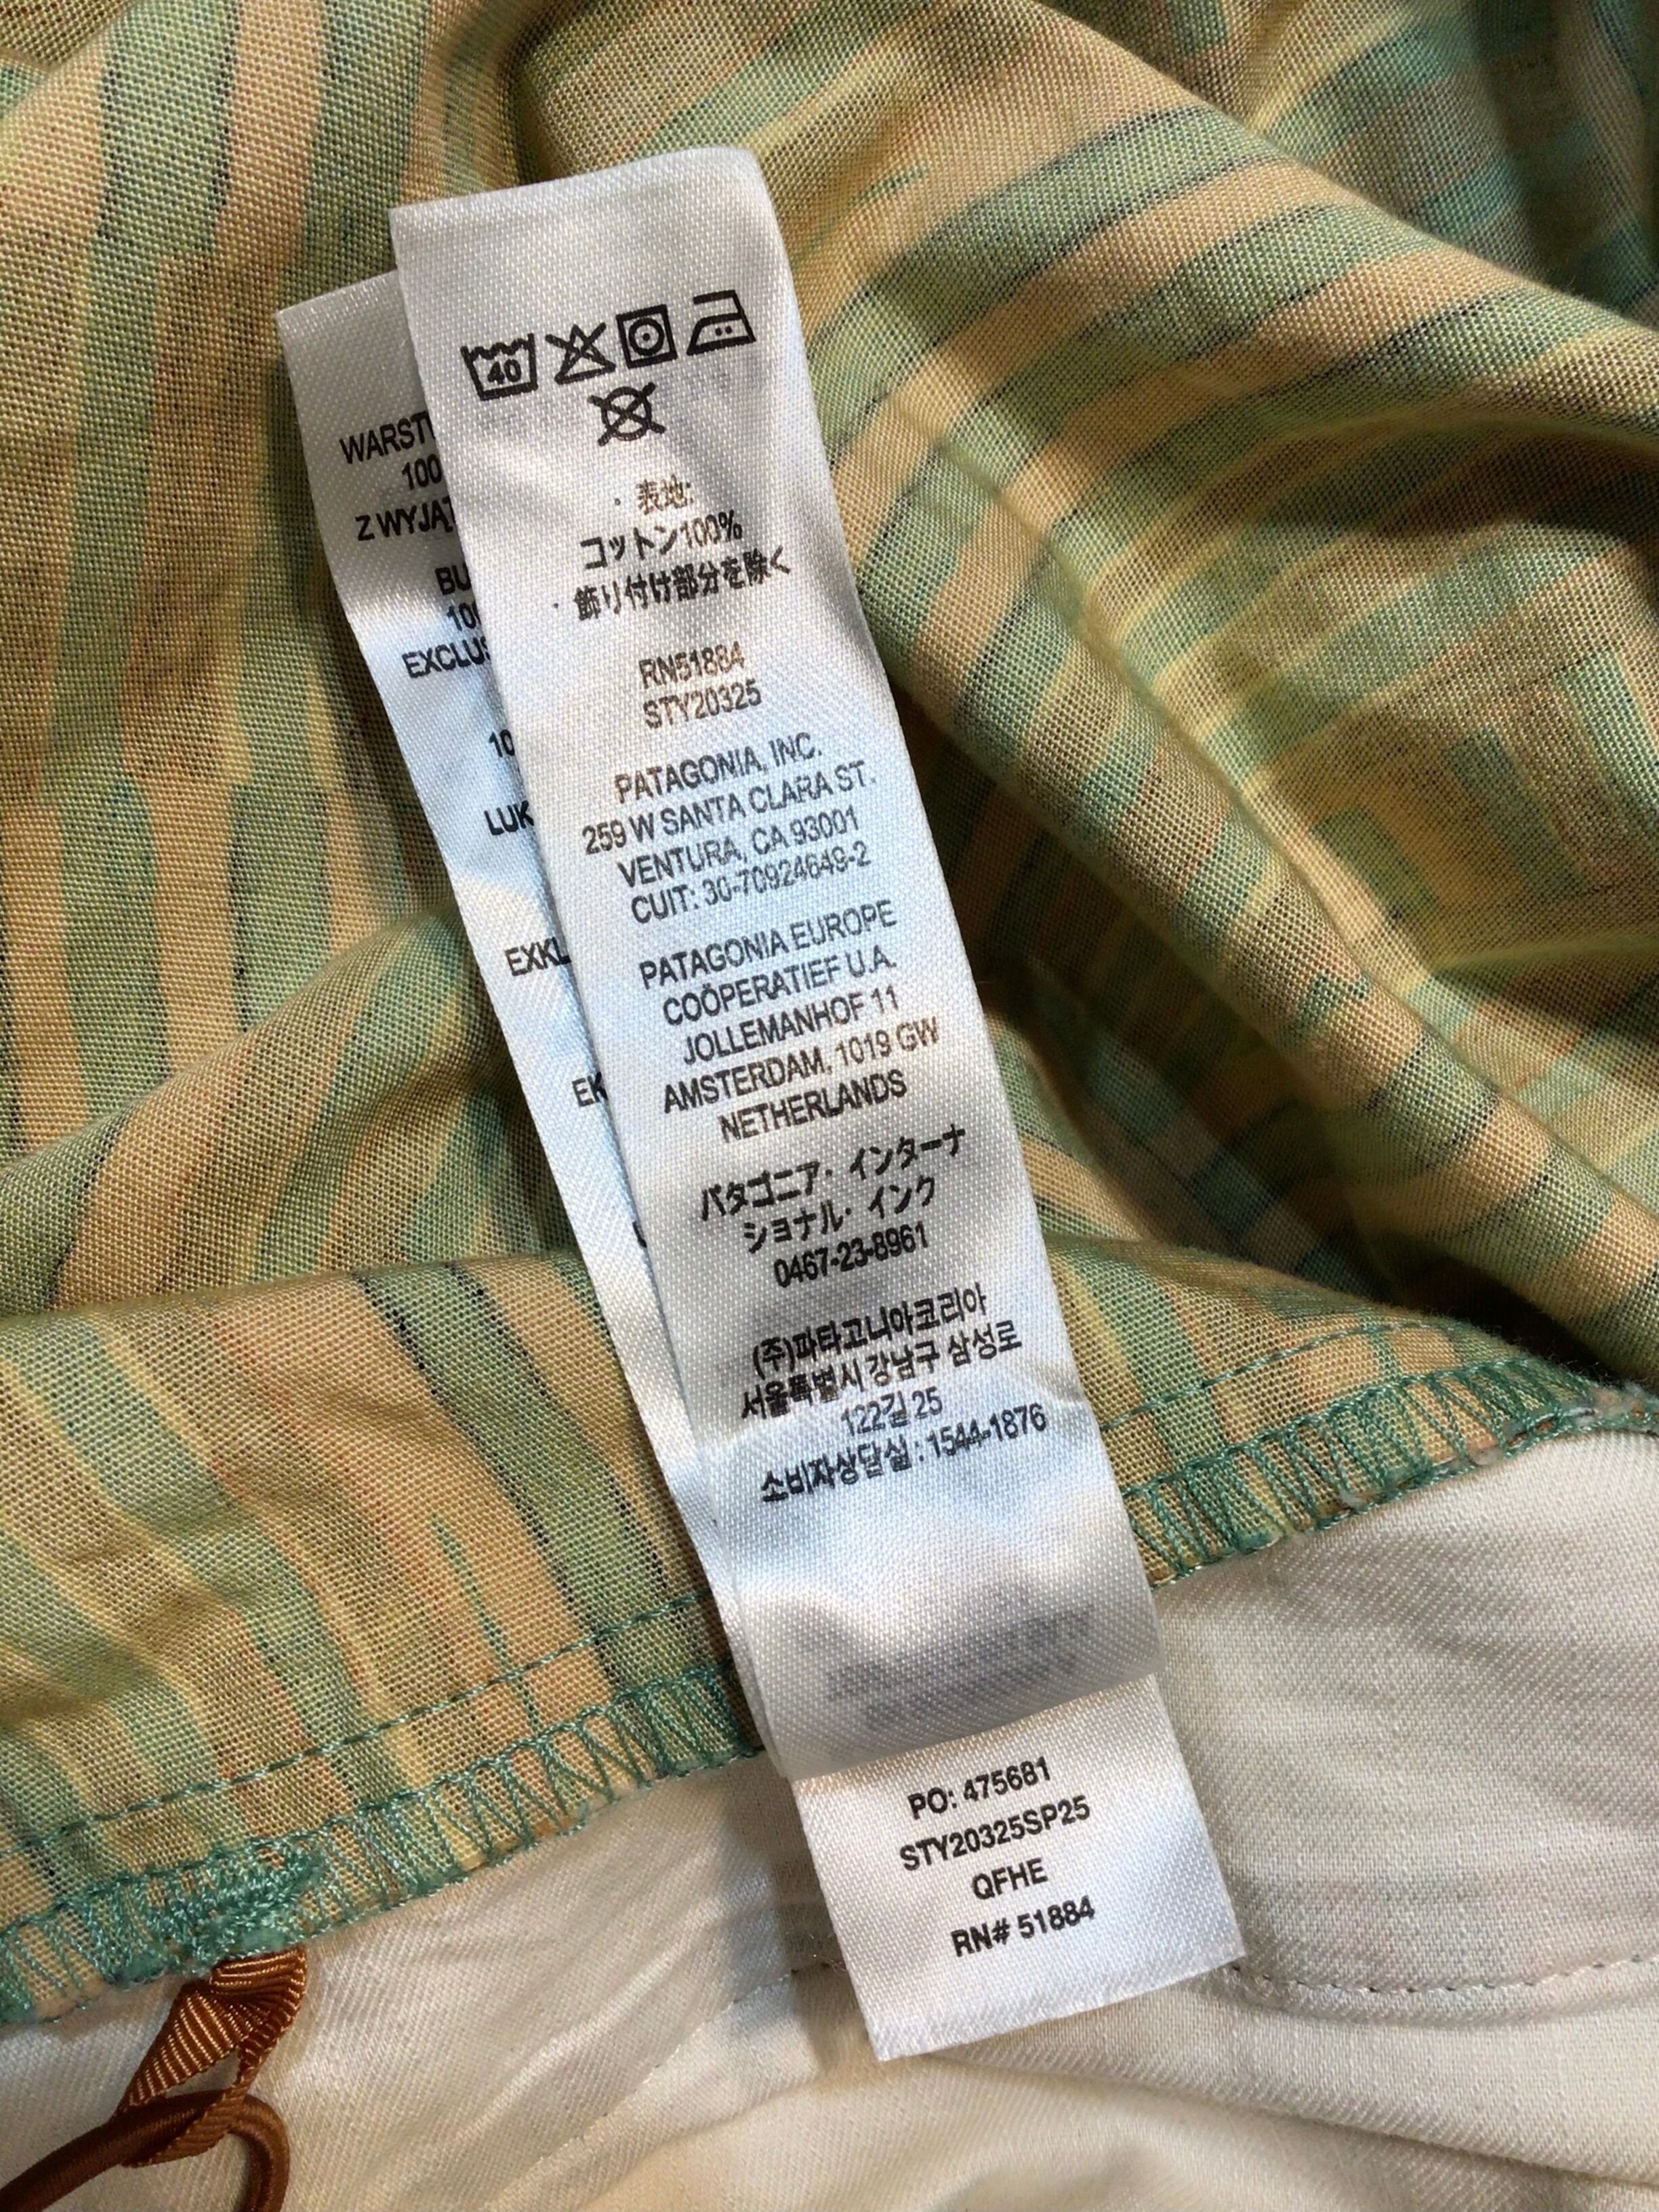 40
WARST
100
Z WYJĄT
BU
100
EXCLUS
10
LUK
EXKL
EK
・表地:
コットン100%
・飾り付け部分を除く
RN51884
STY20325
PATAGONIA, INC.
259 W SANTA CLARA ST.
VENTURA, CA 93001
CUIT: 30-70924649-2
PATAGONIA EUROPE
COÖPERATIEF U.A.
JOLLEMANHOF 11
AMSTERDAM, 1019 GW
NETHERLANDS
パタゴニア・インターナ
ショナル・インク
0467-23-8961
(주)파타고니아코리아
서울특별시 강남구 삼성로
122길 25
소비자상담실 : 1544-1876
PO: 475681
STY20325SP25
QFHE
RN# 51884